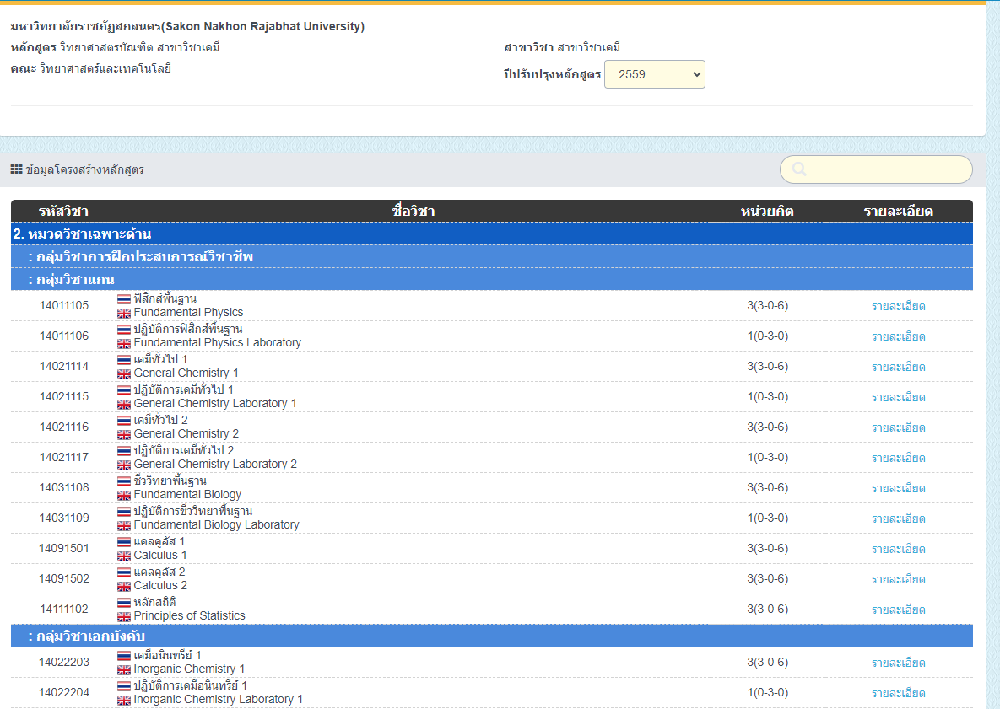 มหาวิทยาลัยราชภัฏสกลนคร(Sakon Nakhon Rajabhat University)
หลักสูตร วิทยาศาสตรบัณฑิต สาขาวิชาเคมี
สาขาวิชา สาขาวิชาเคมี
คณะ วิทยาศาสตร์และเทคโนโลยี
ปีปรับปรุงหลักสูตร 2559
ข้อมูลโครงสร้างหลักสูตร
รหัสวิชา ชื่อวิชา หน่วยกิต รายละเอียด
2. หมวดวิชาเฉพาะด้าน
: กลุ่มวิชาการฝึกประสบการณ์วิชาชีพ
: กลุ่มวิชาแกน
14011105 ฟิสิกส์พื้นฐาน 3(3-0-6) รายละเอียด
Fundamental Physics
14011106 ปฏิบัติการฟิสิกส์พื้นฐาน 1(0-3-0) รายละเอียด
Fundamental Physics Laboratory
14021114 เคมีทั่วไป 1 3(3-0-6) รายละเอียด
General Chemistry 1
14021115 ปฏิบัติการเคมีทั่วไป 1 1(0-3-0) รายละเอียด
General Chemistry Laboratory 1
14021116 เคมีทั่วไป 2 3(3-0-6) รายละเอียด
General Chemistry 2
14021117 ปฏิบัติการเคมีทั่วไป 2 1(0-3-0) รายละเอียด
General Chemistry Laboratory 2
14031108 ชีววิทยาพื้นฐาน 3(3-0-6) รายละเอียด
Fundamental Biology
14031109 ปฏิบัติการชีววิทยาพื้นฐาน 1(0-3-0) รายละเอียด
Fundamental Biology Laboratory
14091501 แคลคูลัส 1 3(3-0-6) รายละเอียด
Calculus 1
14091502 แคลคูลัส 2 3(3-0-6) รายละเอียด
Calculus 2
14111102 หลักสถิติ 3(3-0-6) รายละเอียด
Principles of Statistics
: กลุ่มวิชาเอกบังคับ
14022203 เคมีอนินทรีย์ 1 3(3-0-6) รายละเอียด
Inorganic Chemistry 1
14022204 ปฏิบัติการเคมีอนินทรีย์ 1 1(0-3-0) รายละเอียด
Inorganic Chemistry Laboratory 1